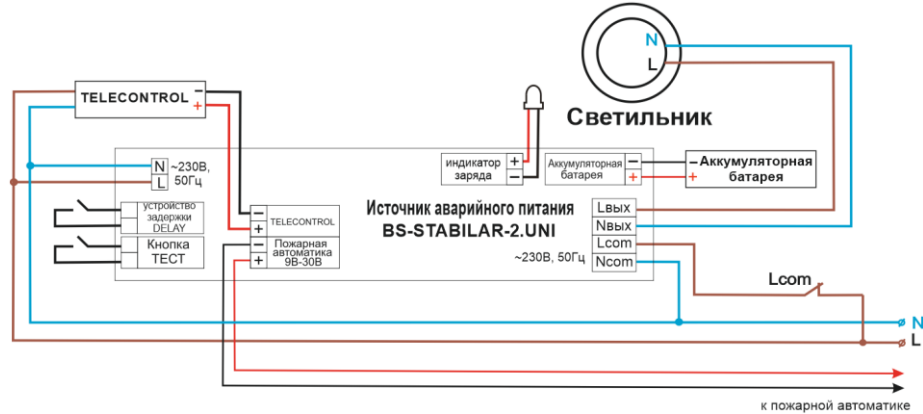 N
L
Светильник
TELECONTROL
−
+
индикатор
заряда
+
−
Аккумуляторная
батарея
−
+
−
+
Аккумуляторная
батарея
N
L
~230В,
50Гц
устройство
задержки
DELAY
Кнопка
ТЕСТ
−
+
TELECONTROL
−
+
Пожарная
автоматика
9В-30В
Источник аварийного питания
BS-STABILAR-2.UNI
~230В, 50Гц
Lвых
Nвых
Lcom
Ncom
Lcom
N
L
к пожарной автоматике